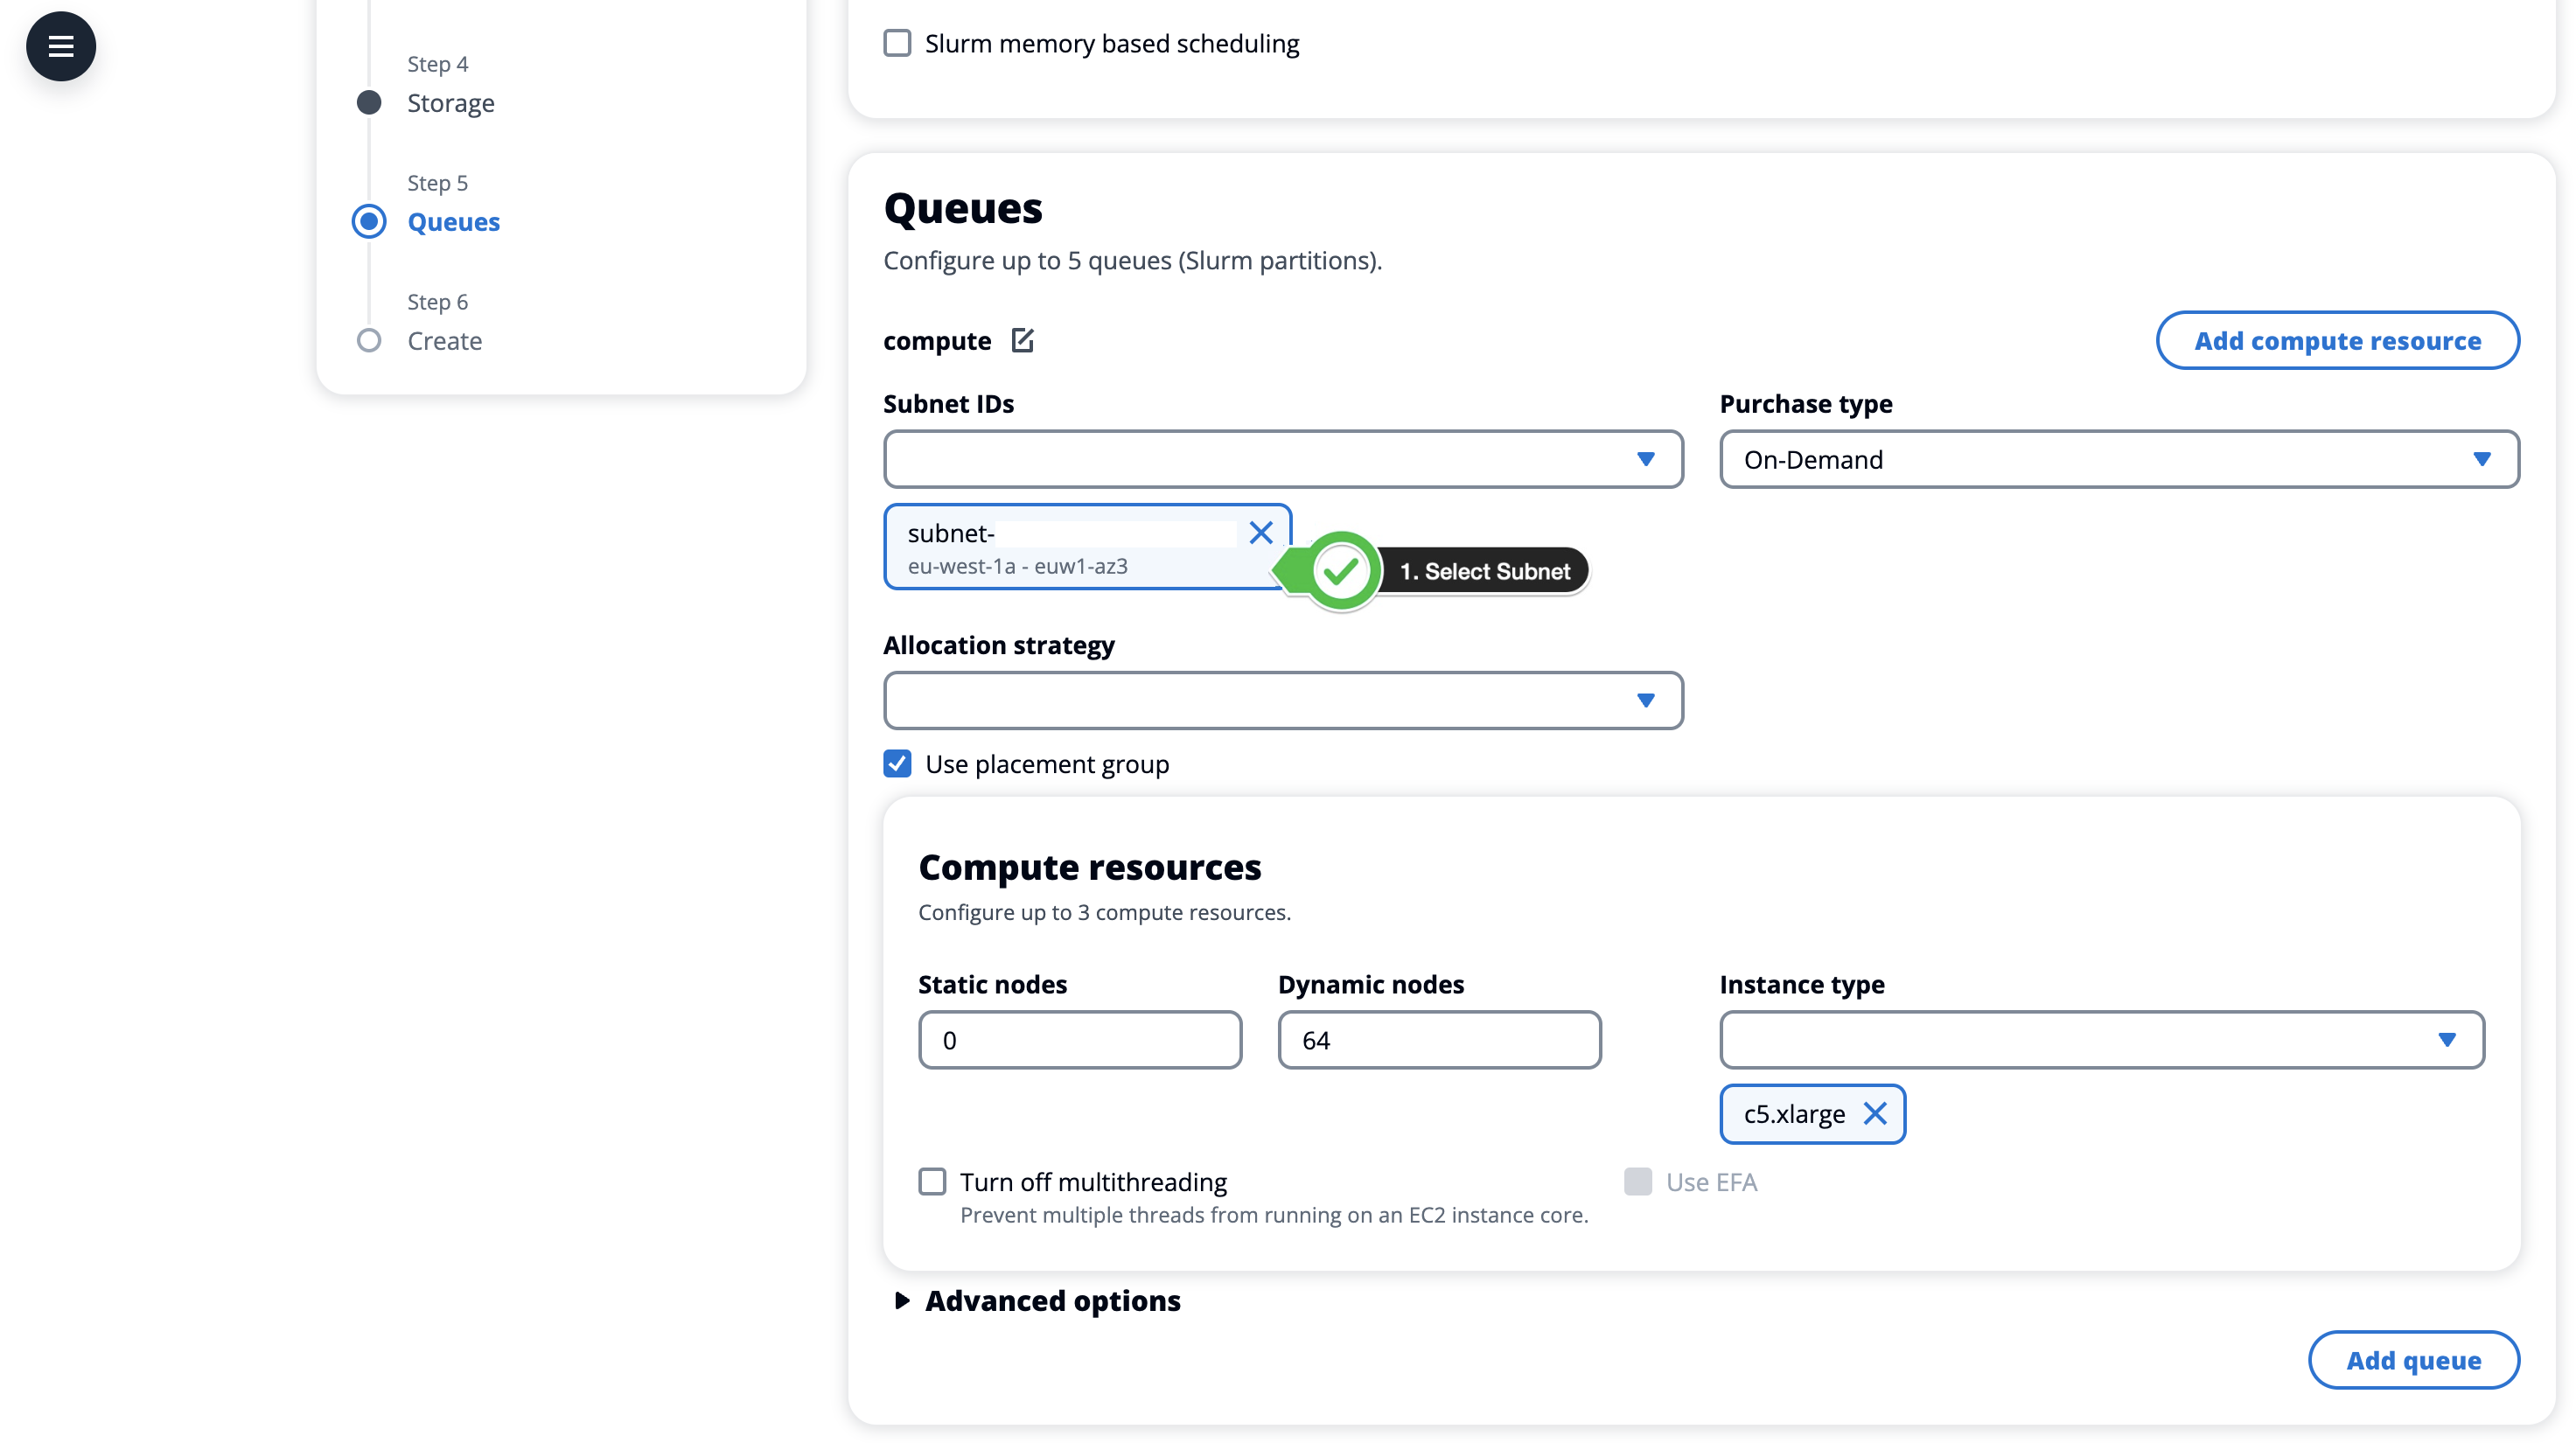 Step 4
Storage
Step 5
Queues
Step 6
Create
Slurm memory based scheduling
Queues
Configure up to 5 queues (Slurm partitions).
compute
Add compute resource
Subnet IDs
Purchase type
On-Demand
subnet-
eu-west-1a - euw1-az3
1. Select Subnet
Allocation strategy
Use placement group
Compute resources
Configure up to 3 compute resources.
Static nodes
Dynamic nodes
Instance type
0
64
c5.xlarge
Turn off multithreading
Use EFA
Prevent multiple threads from running on an EC2 instance core.
Advanced options
Add queue